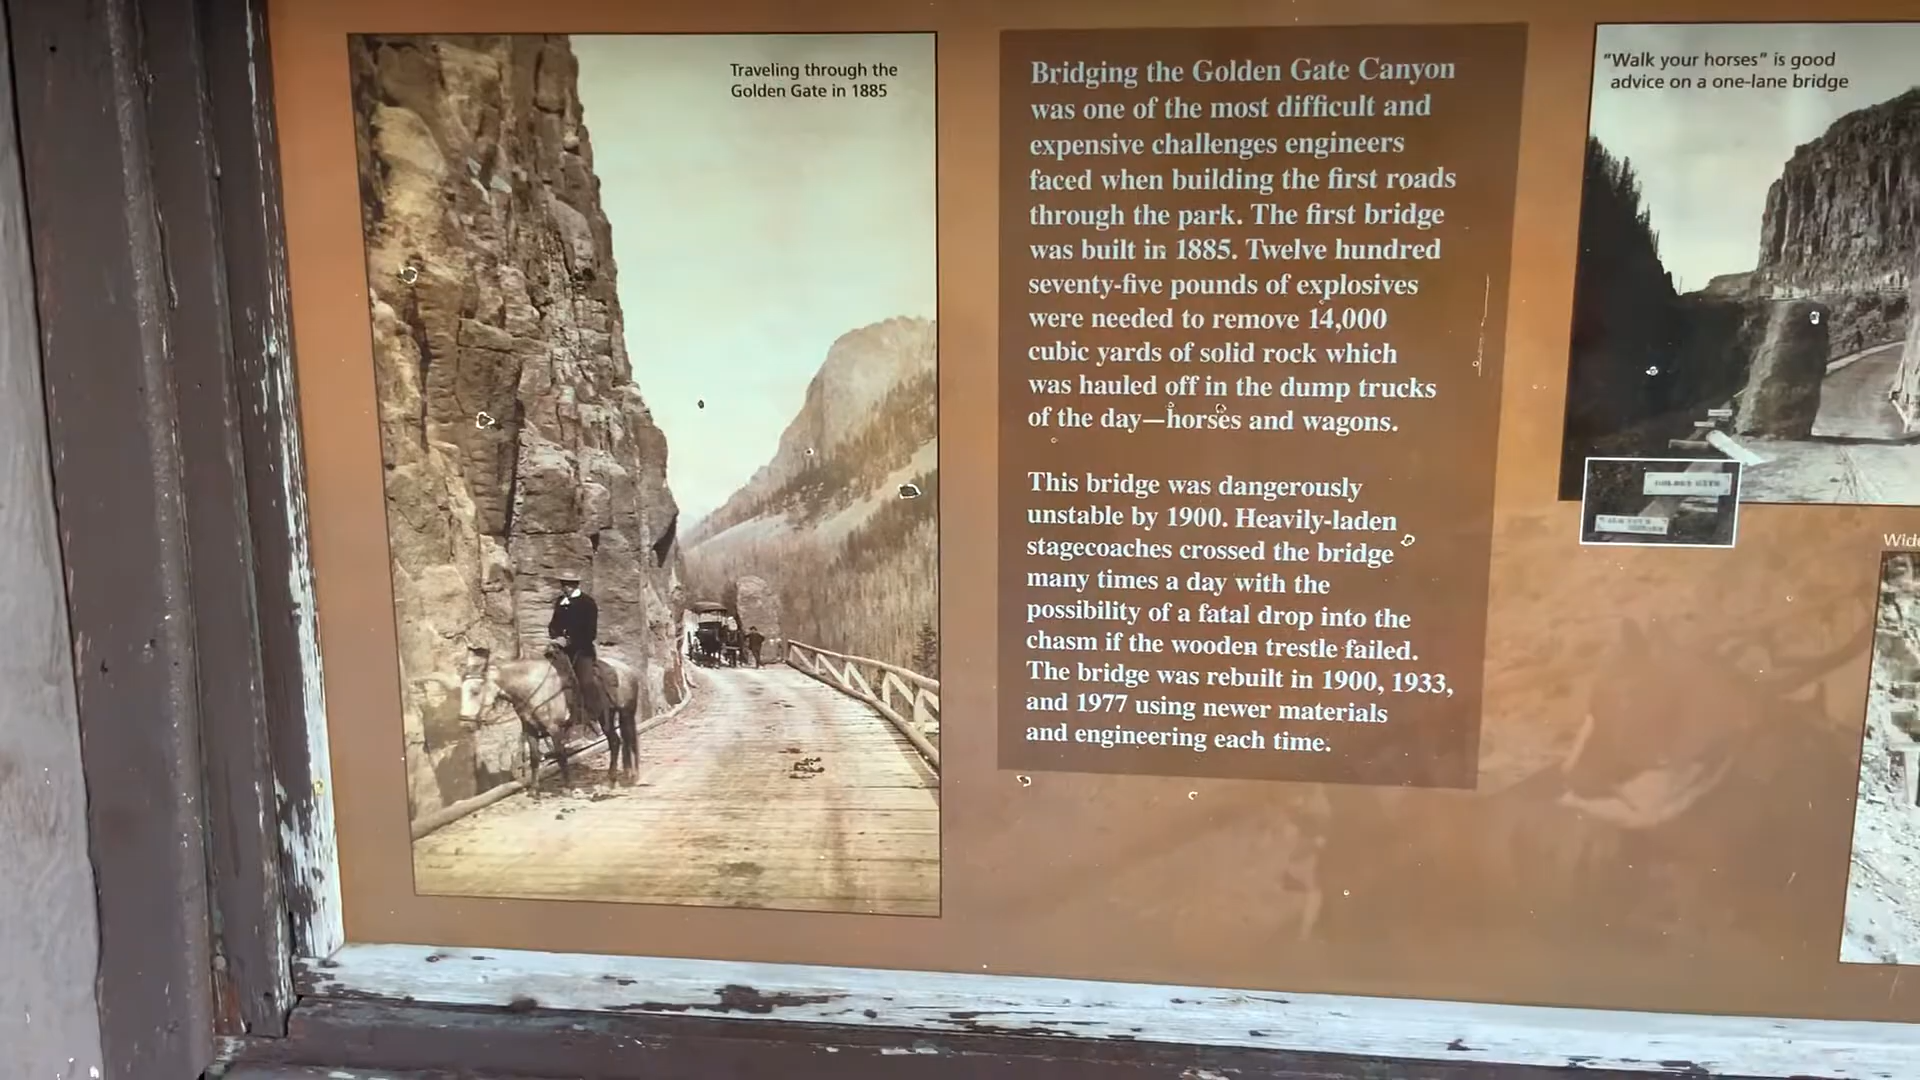 Traveling through the
Golden Gate in 1885
Bridging the Golden Gate Canyon
was one of the most difficult and
expensive challenges engineers
faced when building the first roads
through the park. The first bridge
was built in 1885. Twelve hundred
seventy-five pounds of explosives
were needed to remove 14,000
cubic yards of solid rock which
was hauled off in the dump trucks
of the day—horses and wagons.
This bridge was dangerously
unstable by 1900. Heavily-laden
stagecoaches crossed the bridge
many times a day with the
possibility of a fatal drop into the
chasm if the wooden trestle failed.
The bridge was rebuilt in 1900, 1933,
and 1977 using newer materials
and engineering each time.
"Walk your horses" is good
advice on a one-lane bridge
GOLDEN GATE